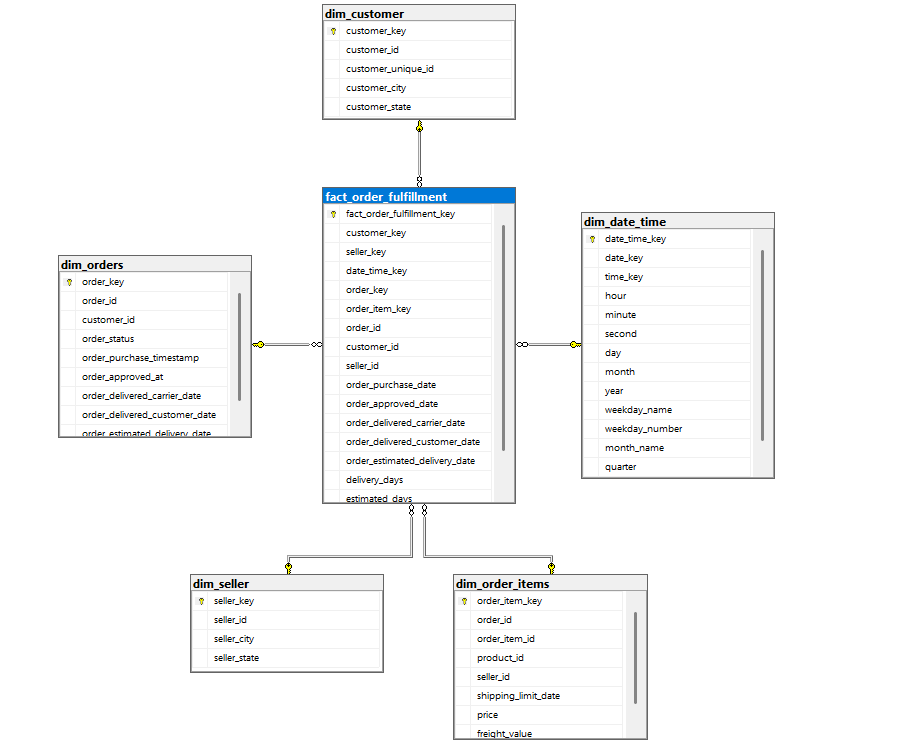 dim_customer
customer_key
customer_id
customer_unique_id
customer_city
customer_state
fact_order_fulfillment
fact_order_fulfillment_key
customer_key
seller_key
date_time_key
order_key
order_item_key
order_id
customer_id
seller_id
order_purchase_date
order_approved_date
order_delivered_carrier_date
order_delivered_customer_date
order_estimated_delivery_date
delivery_days
estimated_days
dim_date_time
date_time_key
date_key
time_key
hour
minute
second
day
month
year
weekday_name
weekday_number
month_name
quarter
dim_orders
order_key
order_id
customer_id
order_status
order_purchase_timestamp
order_approved_at
order_delivered_carrier_date
order_delivered_customer_date
order_estimated_delivery_date
dim_seller
seller_key
seller_id
seller_city
seller_state
dim_order_items
order_item_key
order_id
order_item_id
product_id
seller_id
shipping_limit_date
price
freight_value